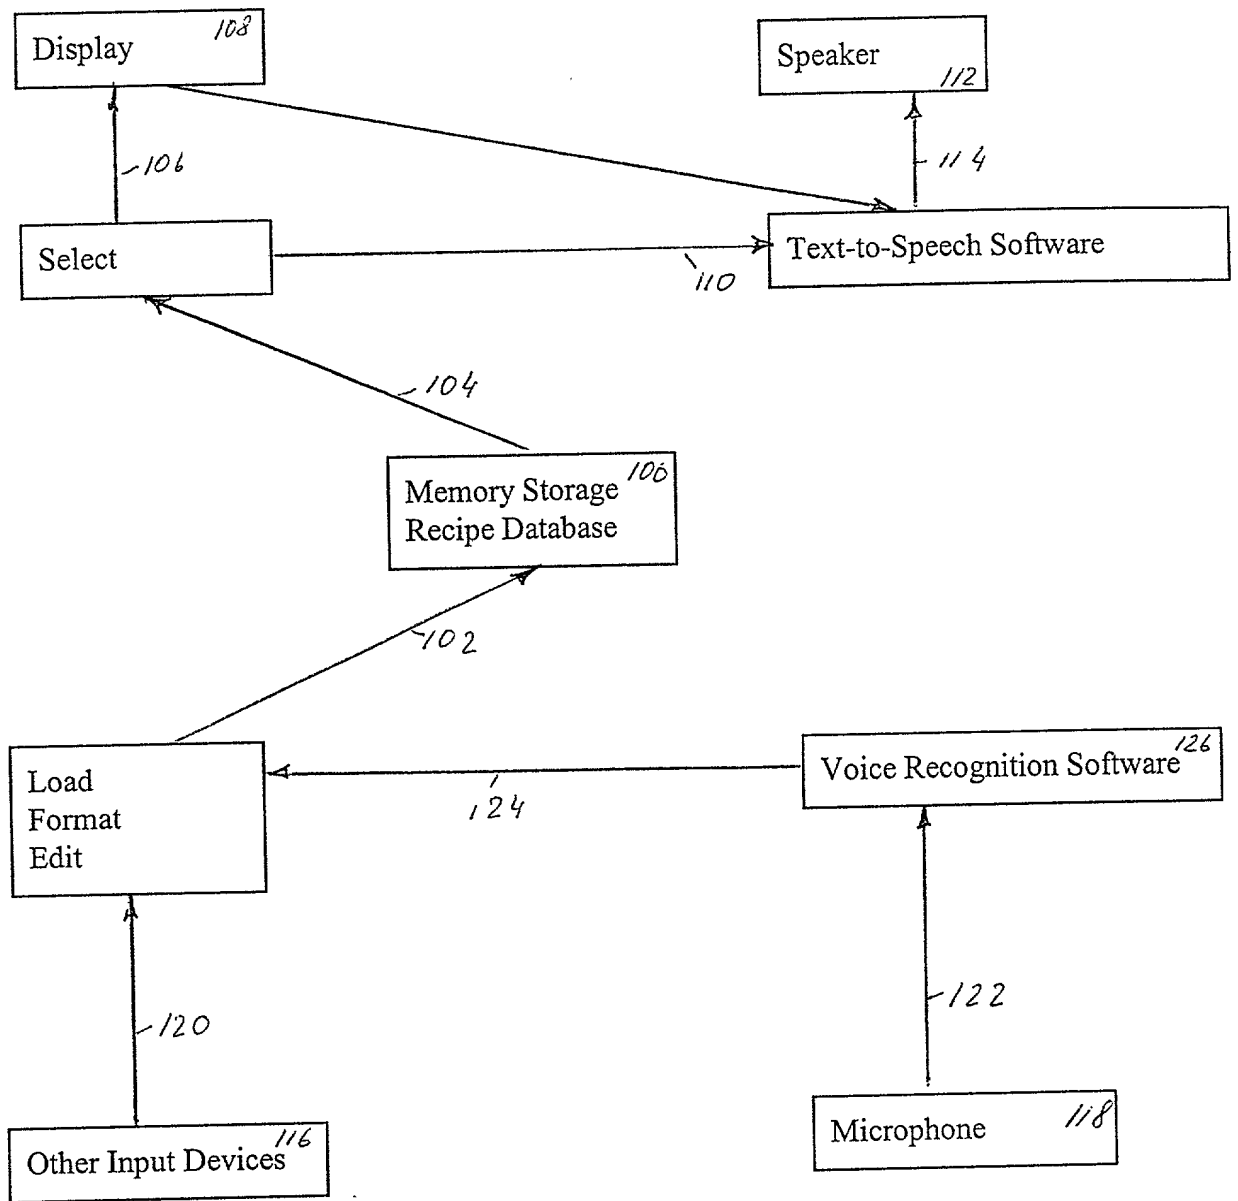 Display 108
Speaker
112
106
114
Select
Text-to-Speech Software
110
104
Memory Storage 100
Recipe Database
102
Load
Format
Edit
Voice Recognition Software 126
124
120
122
Other Input Devices 116
Microphone 118